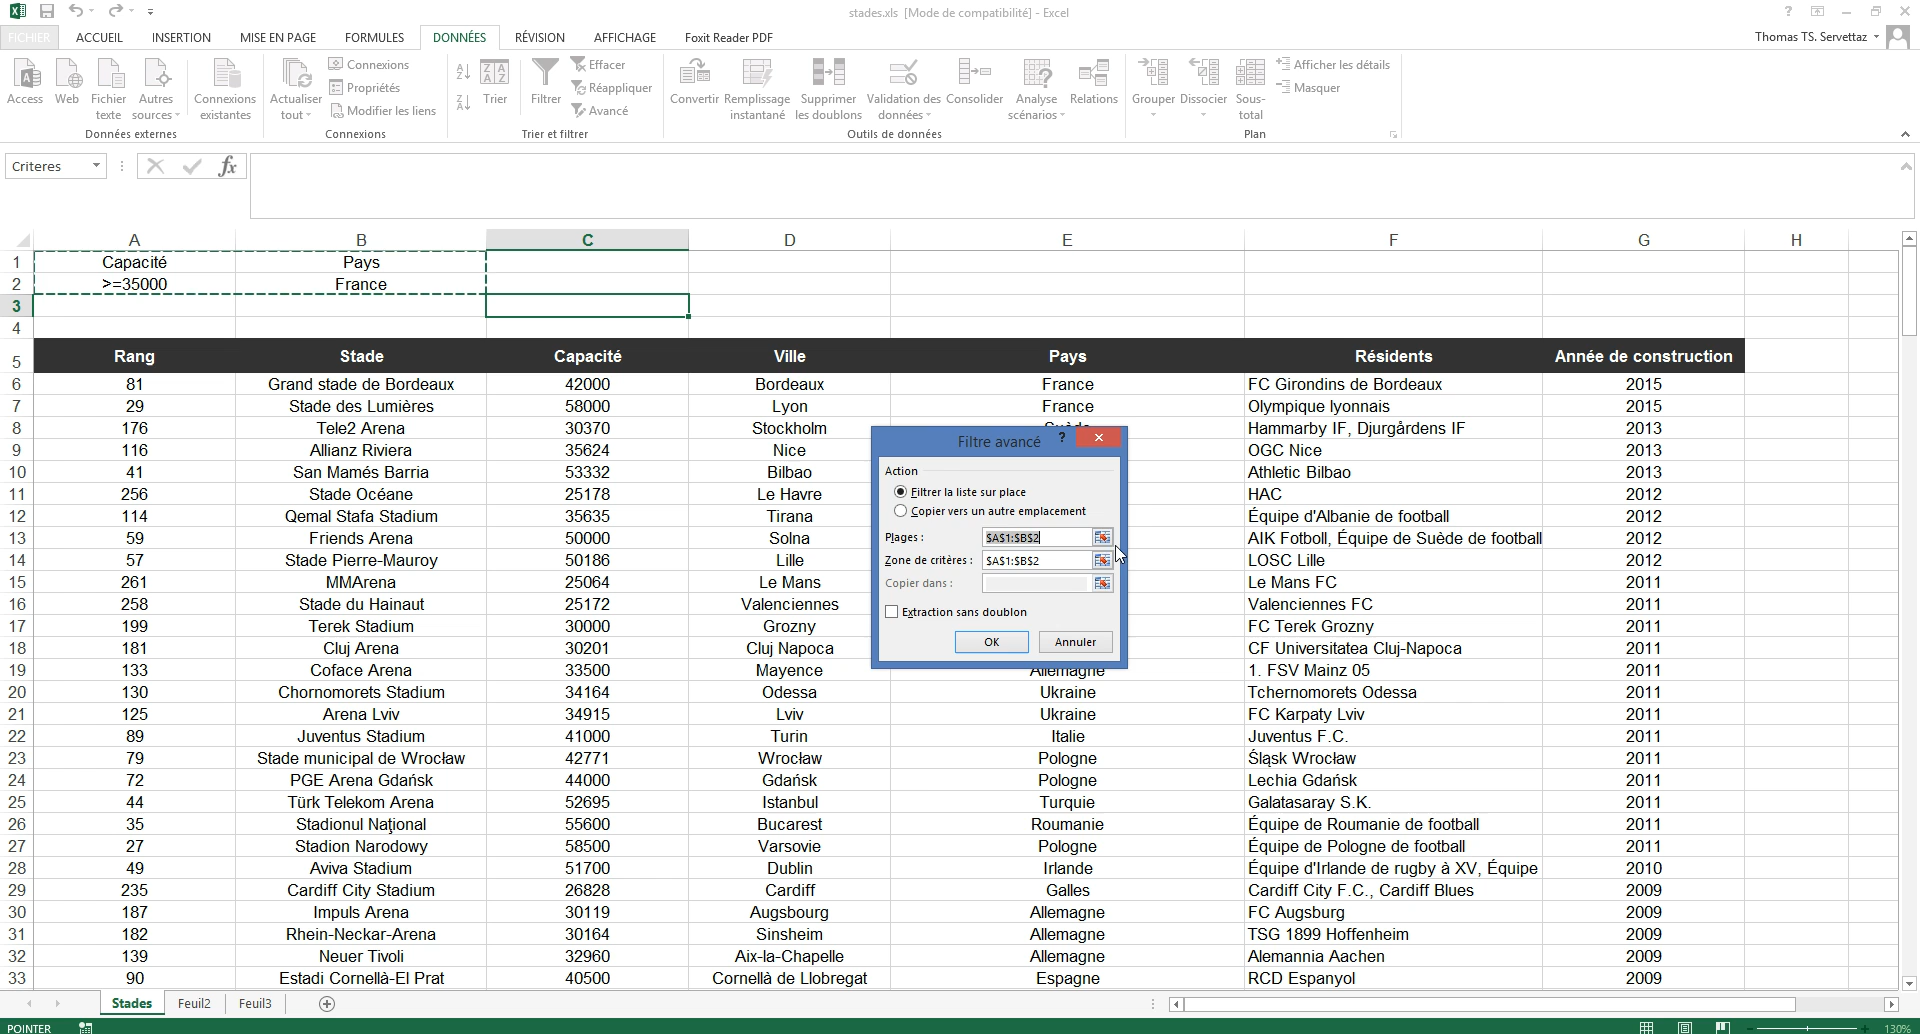 stades.xls [Mode de compatibilité] - Excel
FICHIER ACCUEIL INSERTION MISE EN PAGE FORMULES DONNÉES RÉVISION AFFICHAGE Foxit Reader PDF Thomas TS. Servettaz
Access Web Fichier texte Autres sources Connexions existantes
Données externes
Actualiser tout Connexions Propriétés Modifier les liens
Connexions
Trier Filtrer Effacer Réappliquer Avancé
Trier et filtrer
Convertir Remplissage instantané Supprimer les doublons Validation des données Consolider Analyse scénarios Relations
Outils de données
Grouper Dissocier Sous-total Afficher les détails Masquer
Plan
Criteres fx
A B C D E F G H
1 Capacité Pays
2 >=35000 France
3
4
5 Rang Stade Capacité Ville Pays Résidents Année de construction
6 81 Grand stade de Bordeaux 42000 Bordeaux France FC Girondins de Bordeaux 2015
7 29 Stade des Lumières 58000 Lyon France Olympique lyonnais 2015
8 176 Tele2 Arena 30370 Stockholm Suède Hammarby IF, Djurgårdens IF 2013
9 116 Allianz Riviera 35624 Nice OGC Nice 2013
10 41 San Mamés Barria 53332 Bilbao Athletic Bilbao 2013
11 256 Stade Océane 25178 Le Havre HAC 2012
12 114 Qemal Stafa Stadium 35635 Tirana Équipe d'Albanie de football 2012
13 59 Friends Arena 50000 Solna AIK Fotboll, Équipe de Suède de football 2012
14 57 Stade Pierre-Mauroy 50186 Lille LOSC Lille 2012
15 261 MMArena 25064 Le Mans Le Mans FC 2011
16 258 Stade du Hainaut 25172 Valenciennes Valenciennes FC 2011
17 199 Terek Stadium 30000 Grozny FC Terek Grozny 2011
18 181 Cluj Arena 30201 Cluj Napoca CF Universitatea Cluj-Napoca 2011
19 133 Coface Arena 33500 Mayence Allemagne 1. FSV Mainz 05 2011
20 130 Chornomorets Stadium 34164 Odessa Ukraine Tchernomorets Odessa 2011
21 125 Arena Lviv 34915 Lviv Ukraine FC Karpaty Lviv 2011
22 89 Juventus Stadium 41000 Turin Italie Juventus F.C. 2011
23 79 Stade municipal de Wrocław 42771 Wrocław Pologne Śląsk Wrocław 2011
24 72 PGE Arena Gdańsk 44000 Gdańsk Pologne Lechia Gdańsk 2011
25 44 Türk Telekom Arena 52695 Istanbul Turquie Galatasaray S.K. 2011
26 35 Stadionul Naţional 55600 Bucarest Roumanie Équipe de Roumanie de football 2011
27 27 Stadion Narodowy 58500 Varsovie Pologne Équipe de Pologne de football 2011
28 49 Aviva Stadium 51700 Dublin Irlande Équipe d'Irlande de rugby à XV, Équipe 2010
29 235 Cardiff City Stadium 26828 Cardiff Galles Cardiff City F.C., Cardiff Blues 2009
30 187 Impuls Arena 30119 Augsbourg Allemagne FC Augsburg 2009
31 182 Rhein-Neckar-Arena 30164 Sinsheim Allemagne TSG 1899 Hoffenheim 2009
32 139 Neuer Tivoli 32960 Aix-la-Chapelle Allemagne Alemannia Aachen 2009
33 90 Estadi Cornellà-El Prat 40500 Cornellà de Llobregat Espagne RCD Espanyol 2009
Filtre avancé ?
Action
Filtrer la liste sur place
Copier vers un autre emplacement
Plages : $A$1:$B$2
Zone de critères : $A$1:$B$2
Copier dans :
Extraction sans doublon
OK Annuler
Stades Feuil2 Feuil3
POINTER 130%